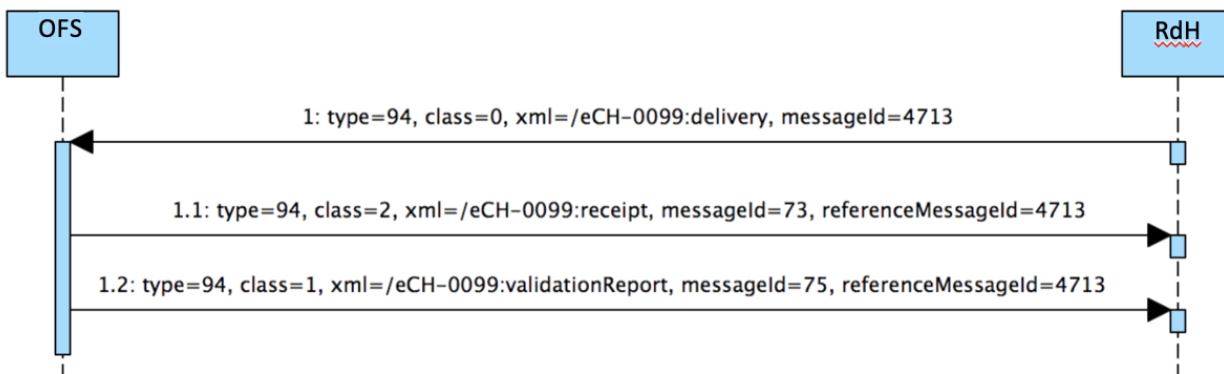 OFS
RdH
1: type=94, class=0, xml=/eCH-0099:delivery, messageId=4713
1.1: type=94, class=2, xml=/eCH-0099:receipt, messageId=73, referenceMessageId=4713
1.2: type=94, class=1, xml=/eCH-0099:validationReport, messageId=75, referenceMessageId=4713